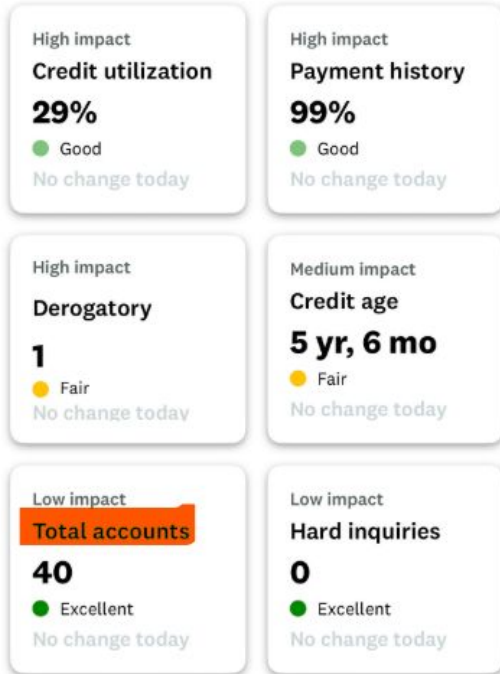 High impact
Credit utilization
29%
Good
No change today
High impact
Payment history
99%
Good
No change today
High impact
Derogatory
1
Fair
No change today
Medium impact
Credit age
5 yr, 6 mo
Fair
No change today
Low impact
Total accounts
40
Excellent
No change today
Low impact
Hard inquiries
0
Excellent
No change today